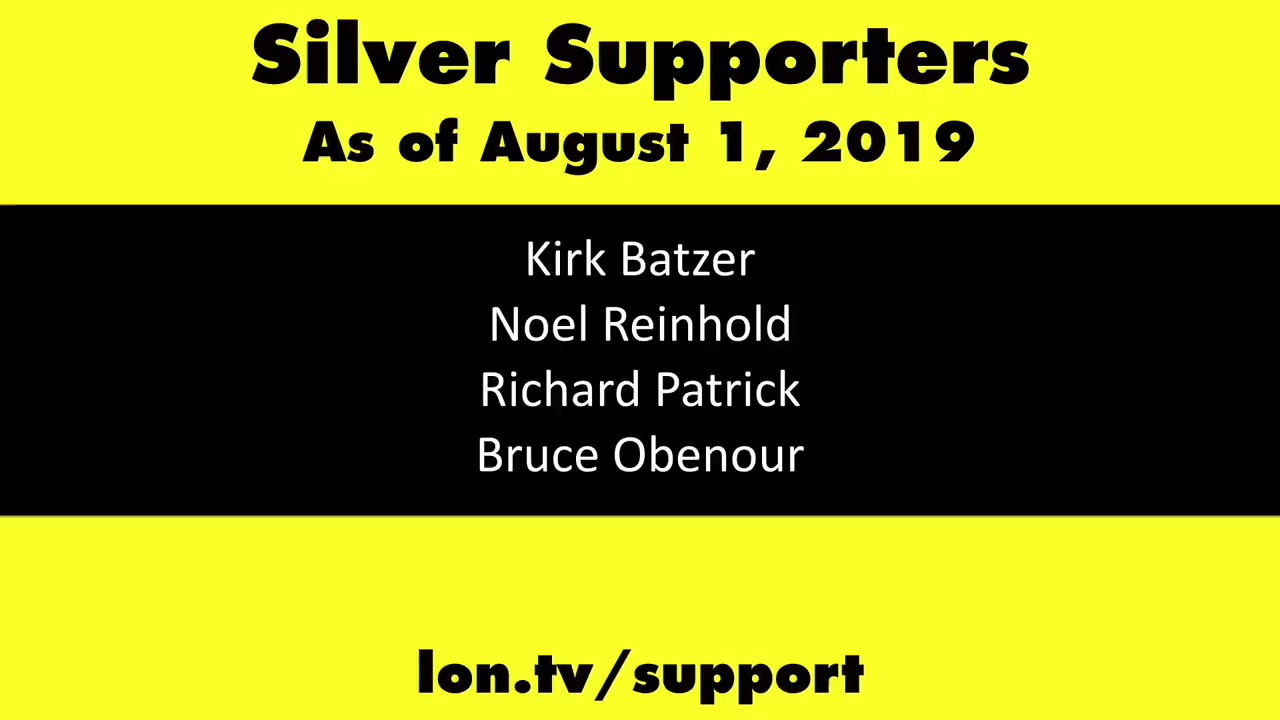 Silver Supporters
As of August 1, 2019
Kirk Batzer
Noel Reinhold
Richard Patrick
Bruce Obenour
lon.tv/support